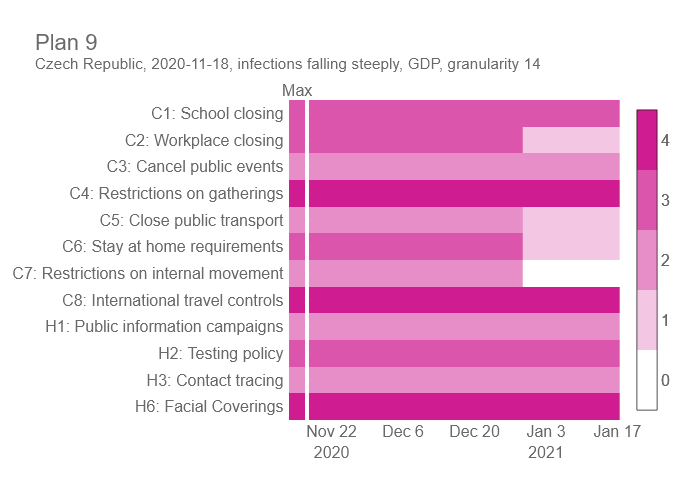 Plan 9
Czech Republic, 2020-11-18, infections falling steeply, GDP, granularity 14
Max
C1: School closing
C2: Workplace closing
C3: Cancel public events
C4: Restrictions on gatherings
C5: Close public transport
C6: Stay at home requirements
C7: Restrictions on internal movement
C8: International travel controls
H1: Public information campaigns
H2: Testing policy
H3: Contact tracing
H6: Facial Coverings
Nov 22 Dec 6 Dec 20 Jan 3 Jan 17
2020 2021
4
3
2
1
0